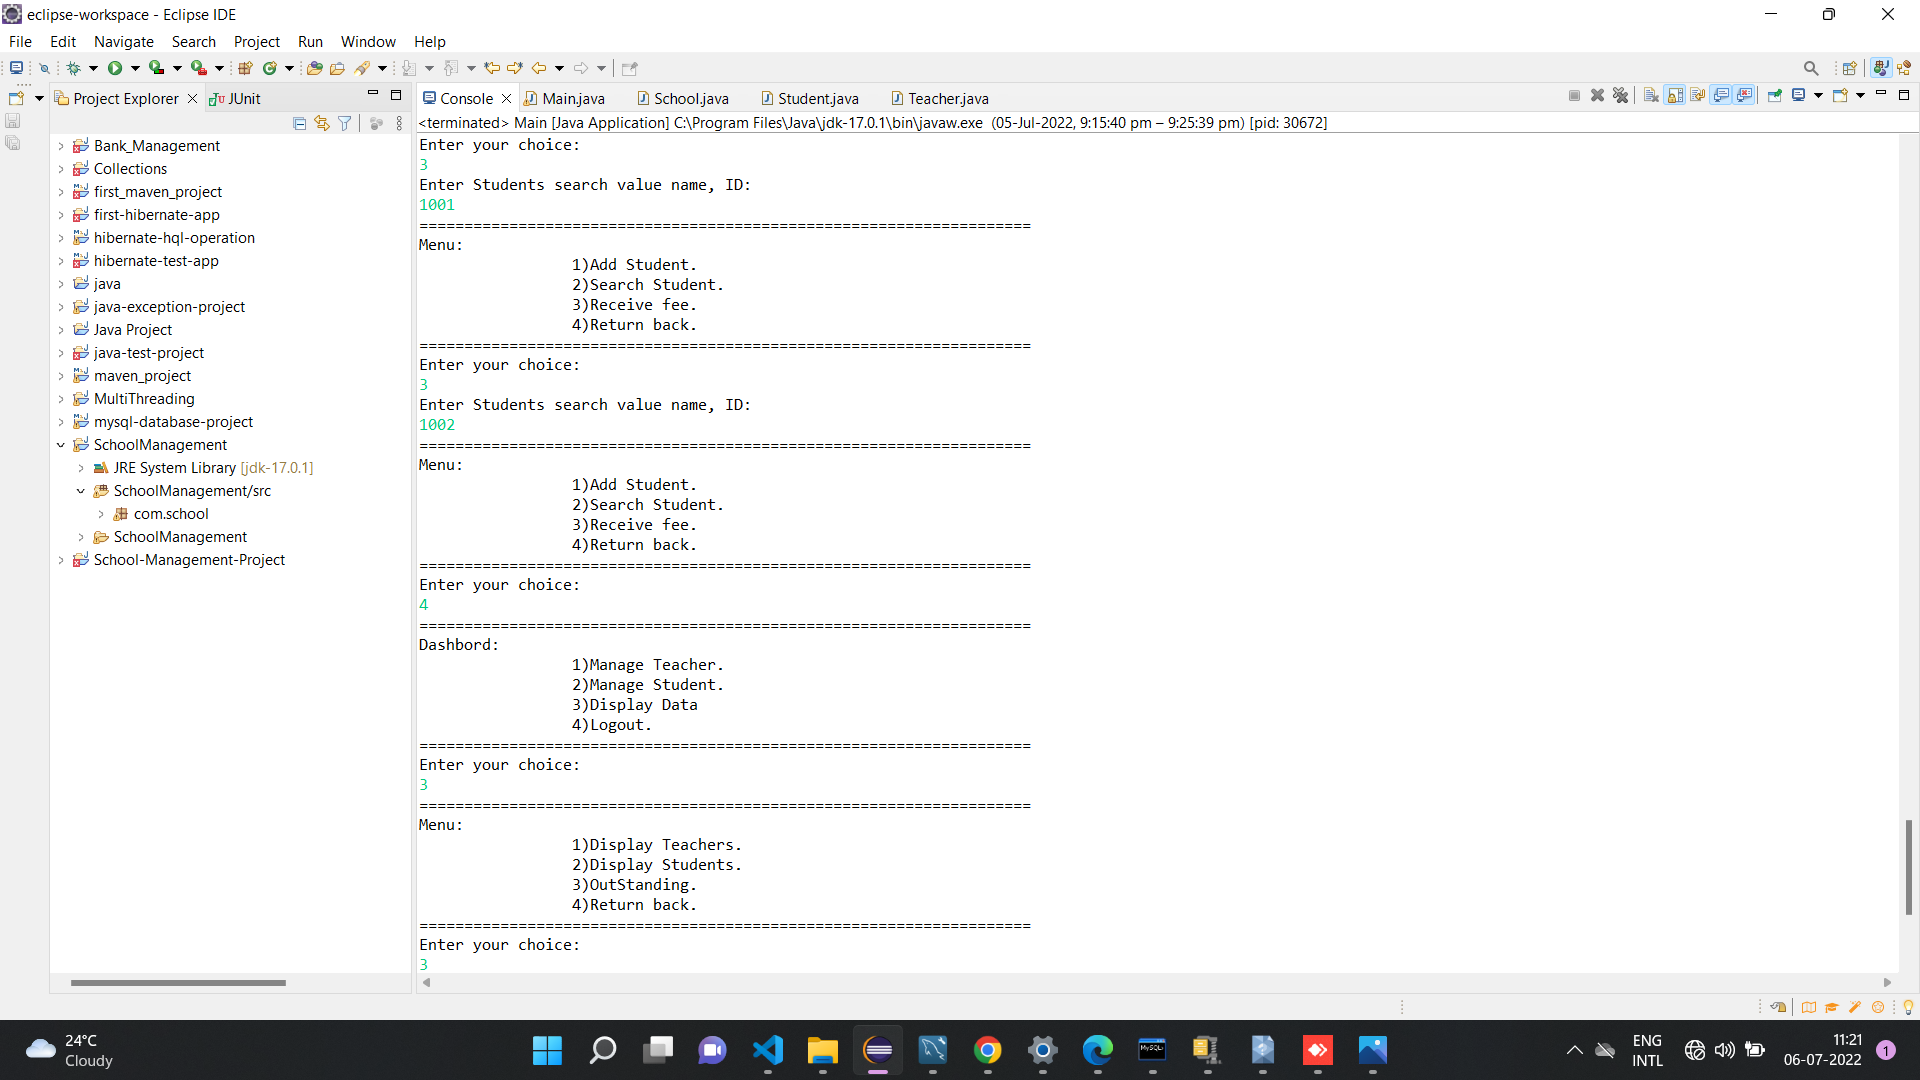 eclipse-workspace - Eclipse IDE
File Edit Navigate Search Project Run Window Help
Project Explorer JUnit
Console Main.java School.java Student.java Teacher.java
<terminated> Main [Java Application] C:\Program Files\Java\jdk-17.0.1\bin\javaw.exe (05-Jul-2022, 9:15:40 pm – 9:25:39 pm) [pid: 30672]
Bank_Management
Collections
first_maven_project
first-hibernate-app
hibernate-hql-operation
hibernate-test-app
java
java-exception-project
Java Project
java-test-project
maven_project
MultiThreading
mysql-database-project
SchoolManagement
JRE System Library [jdk-17.0.1]
SchoolManagement/src
com.school
SchoolManagement
School-Management-Project
Enter your choice:
3
Enter Students search value name, ID:
1001
====================================================================
Menu:
1)Add Student.
2)Search Student.
3)Receive fee.
4)Return back.
====================================================================
Enter your choice:
3
Enter Students search value name, ID:
1002
====================================================================
Menu:
1)Add Student.
2)Search Student.
3)Receive fee.
4)Return back.
====================================================================
Enter your choice:
4
====================================================================
Dashbord:
1)Manage Teacher.
2)Manage Student.
3)Display Data
4)Logout.
====================================================================
Enter your choice:
3
====================================================================
Menu:
1)Display Teachers.
2)Display Students.
3)OutStanding.
4)Return back.
====================================================================
Enter your choice:
3
24°C
Cloudy
MySQL
ENG
INTL
11:21
06-07-2022
1